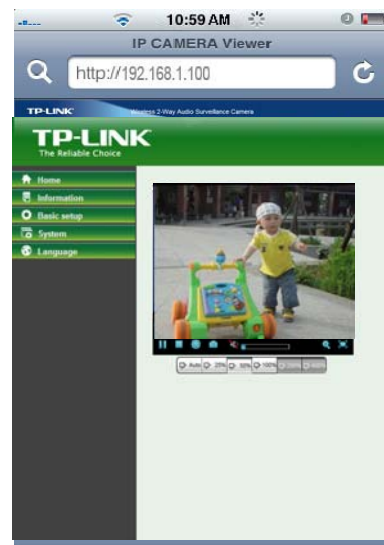 10:59 AM
IP CAMERA Viewer
http://192.168.1.100
TP-LINK Wireless 2-Way Audio Surveillance Camera
TP-LINK
The Reliable Choice
Home
Information
Basic setup
System
Language
Auto 25% 50% 100%